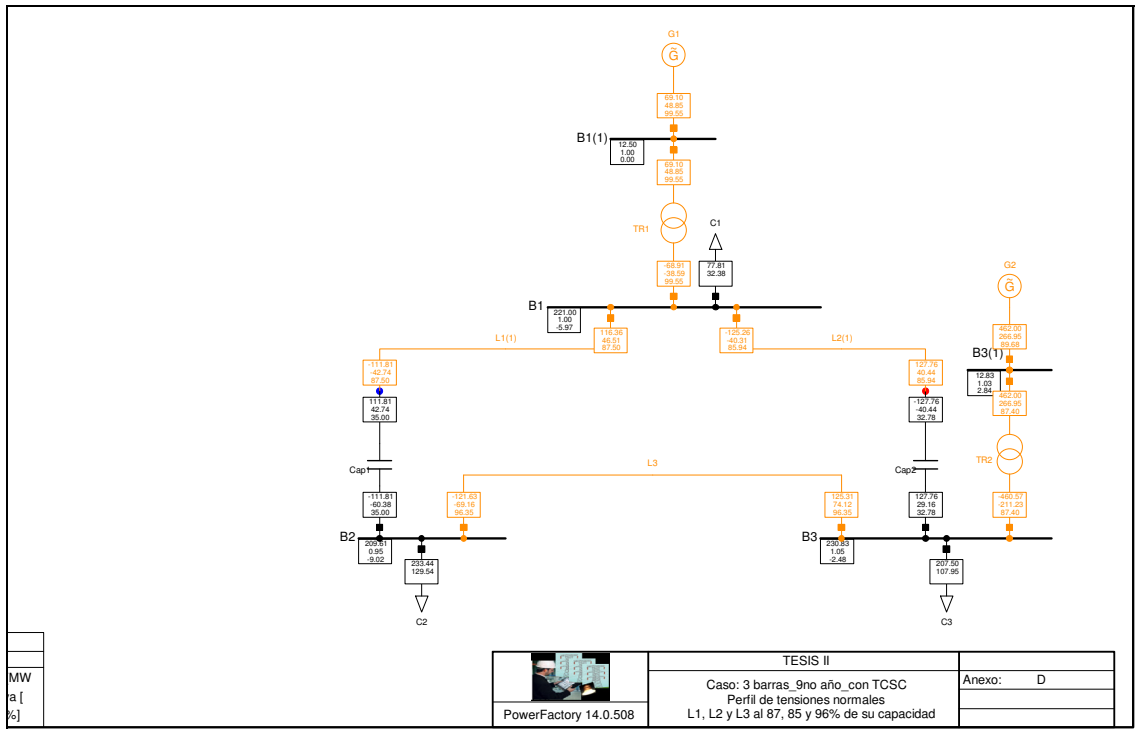 G1
G̃
69.10
48.85
99.55
B1(1)
12.50
1.00
0.00
69.10
48.85
99.55
TR1
C1
-68.91
-38.59
99.55
77.81
32.38
G2
G̃
B1
221.00
1.00
-5.97
116.36
46.51
87.50
-125.26
-40.31
85.94
L1(1)
L2(1)
462.00
266.95
89.68
B3(1)
12.83
1.03
2.84
462.00
266.95
87.40
-111.81
-42.74
87.50
127.76
40.44
85.94
111.81
42.74
35.00
-127.76
-40.44
32.78
TR2
Cap1
L3
Cap2
-111.81
-60.38
35.00
-121.63
-69.16
96.35
125.31
74.12
96.35
127.76
29.16
32.78
-460.57
-211.23
87.40
B2
209.61
0.95
-9.02
B3
230.83
1.05
-2.48
233.44
129.54
207.50
107.95
C2
C3
MW
va [
%]
PowerFactory 14.0.508
TESIS II
Caso: 3 barras_9no año_con TCSC
Perfil de tensiones normales
L1, L2 y L3 al 87, 85 y 96% de su capacidad
Anexo: D